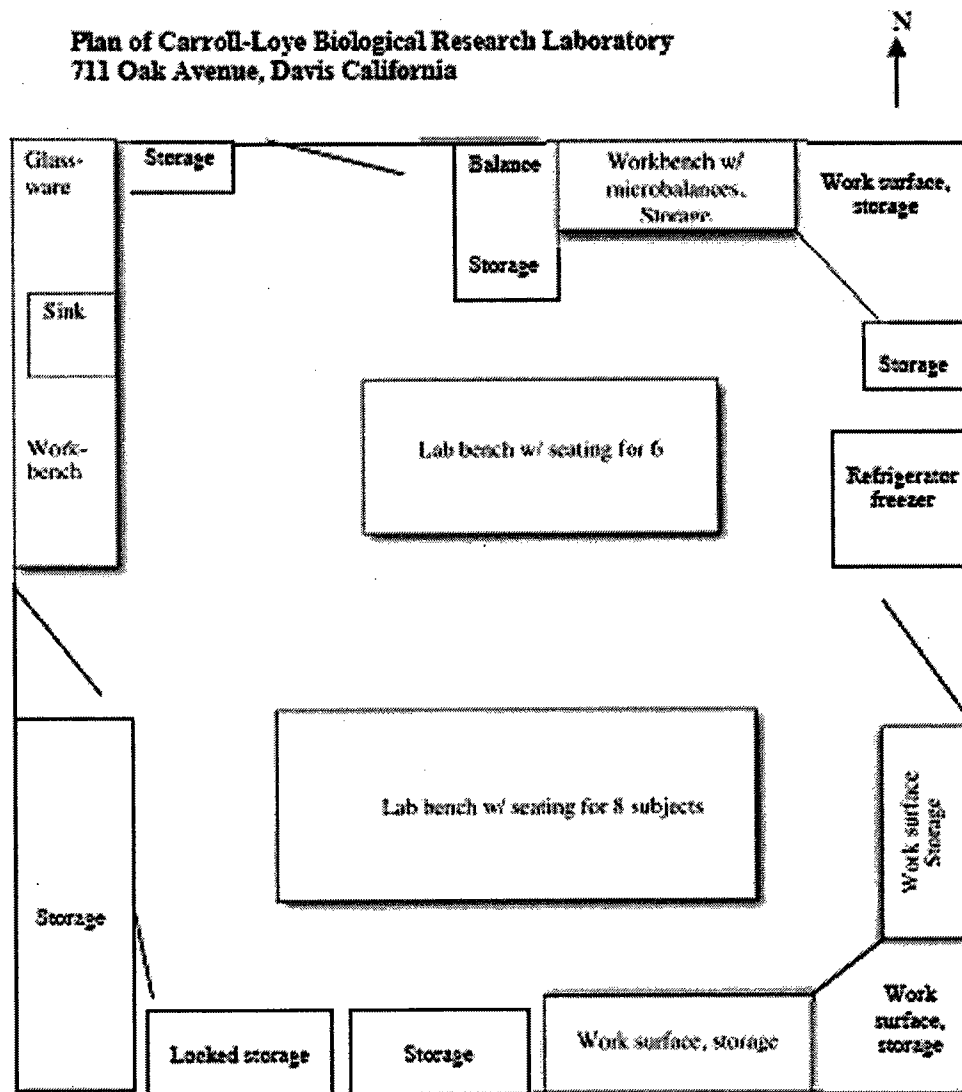 Plan of Carroll-Loye Biological Research Laboratory
711 Oak Avenue, Davis California
N
Glass-
ware
Storage
Balance
Storage
Workbench w/
microbalances,
Storage.
Work surface,
storage
Sink
Storage
Work-
bench
Lab bench w/ seating for 6
Refrigerator
freezer
Lab bench w/ seating for 8 subjects
Work surface
Storage
Storage
Locked storage
Storage
Work surface, storage
Work
surface,
storage